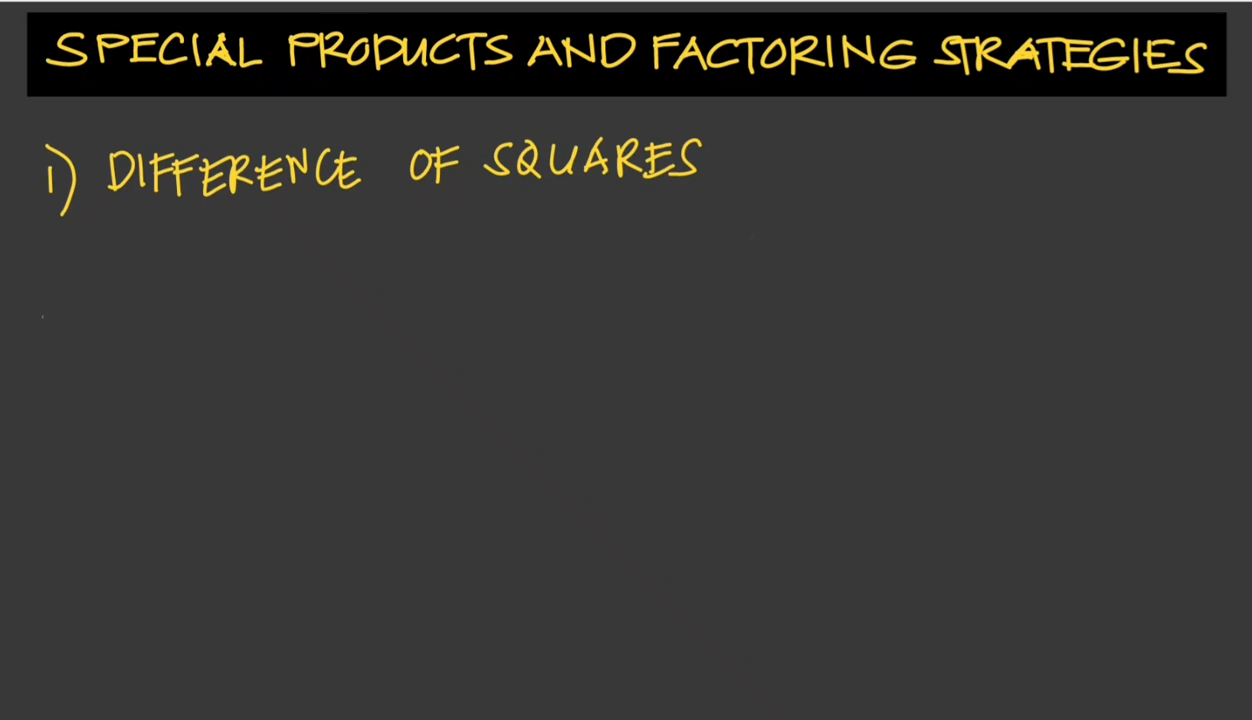 SPECIAL PRODUCTS AND FACTORING STRATEGIES
1) DIFFERENCE OF SQUARES